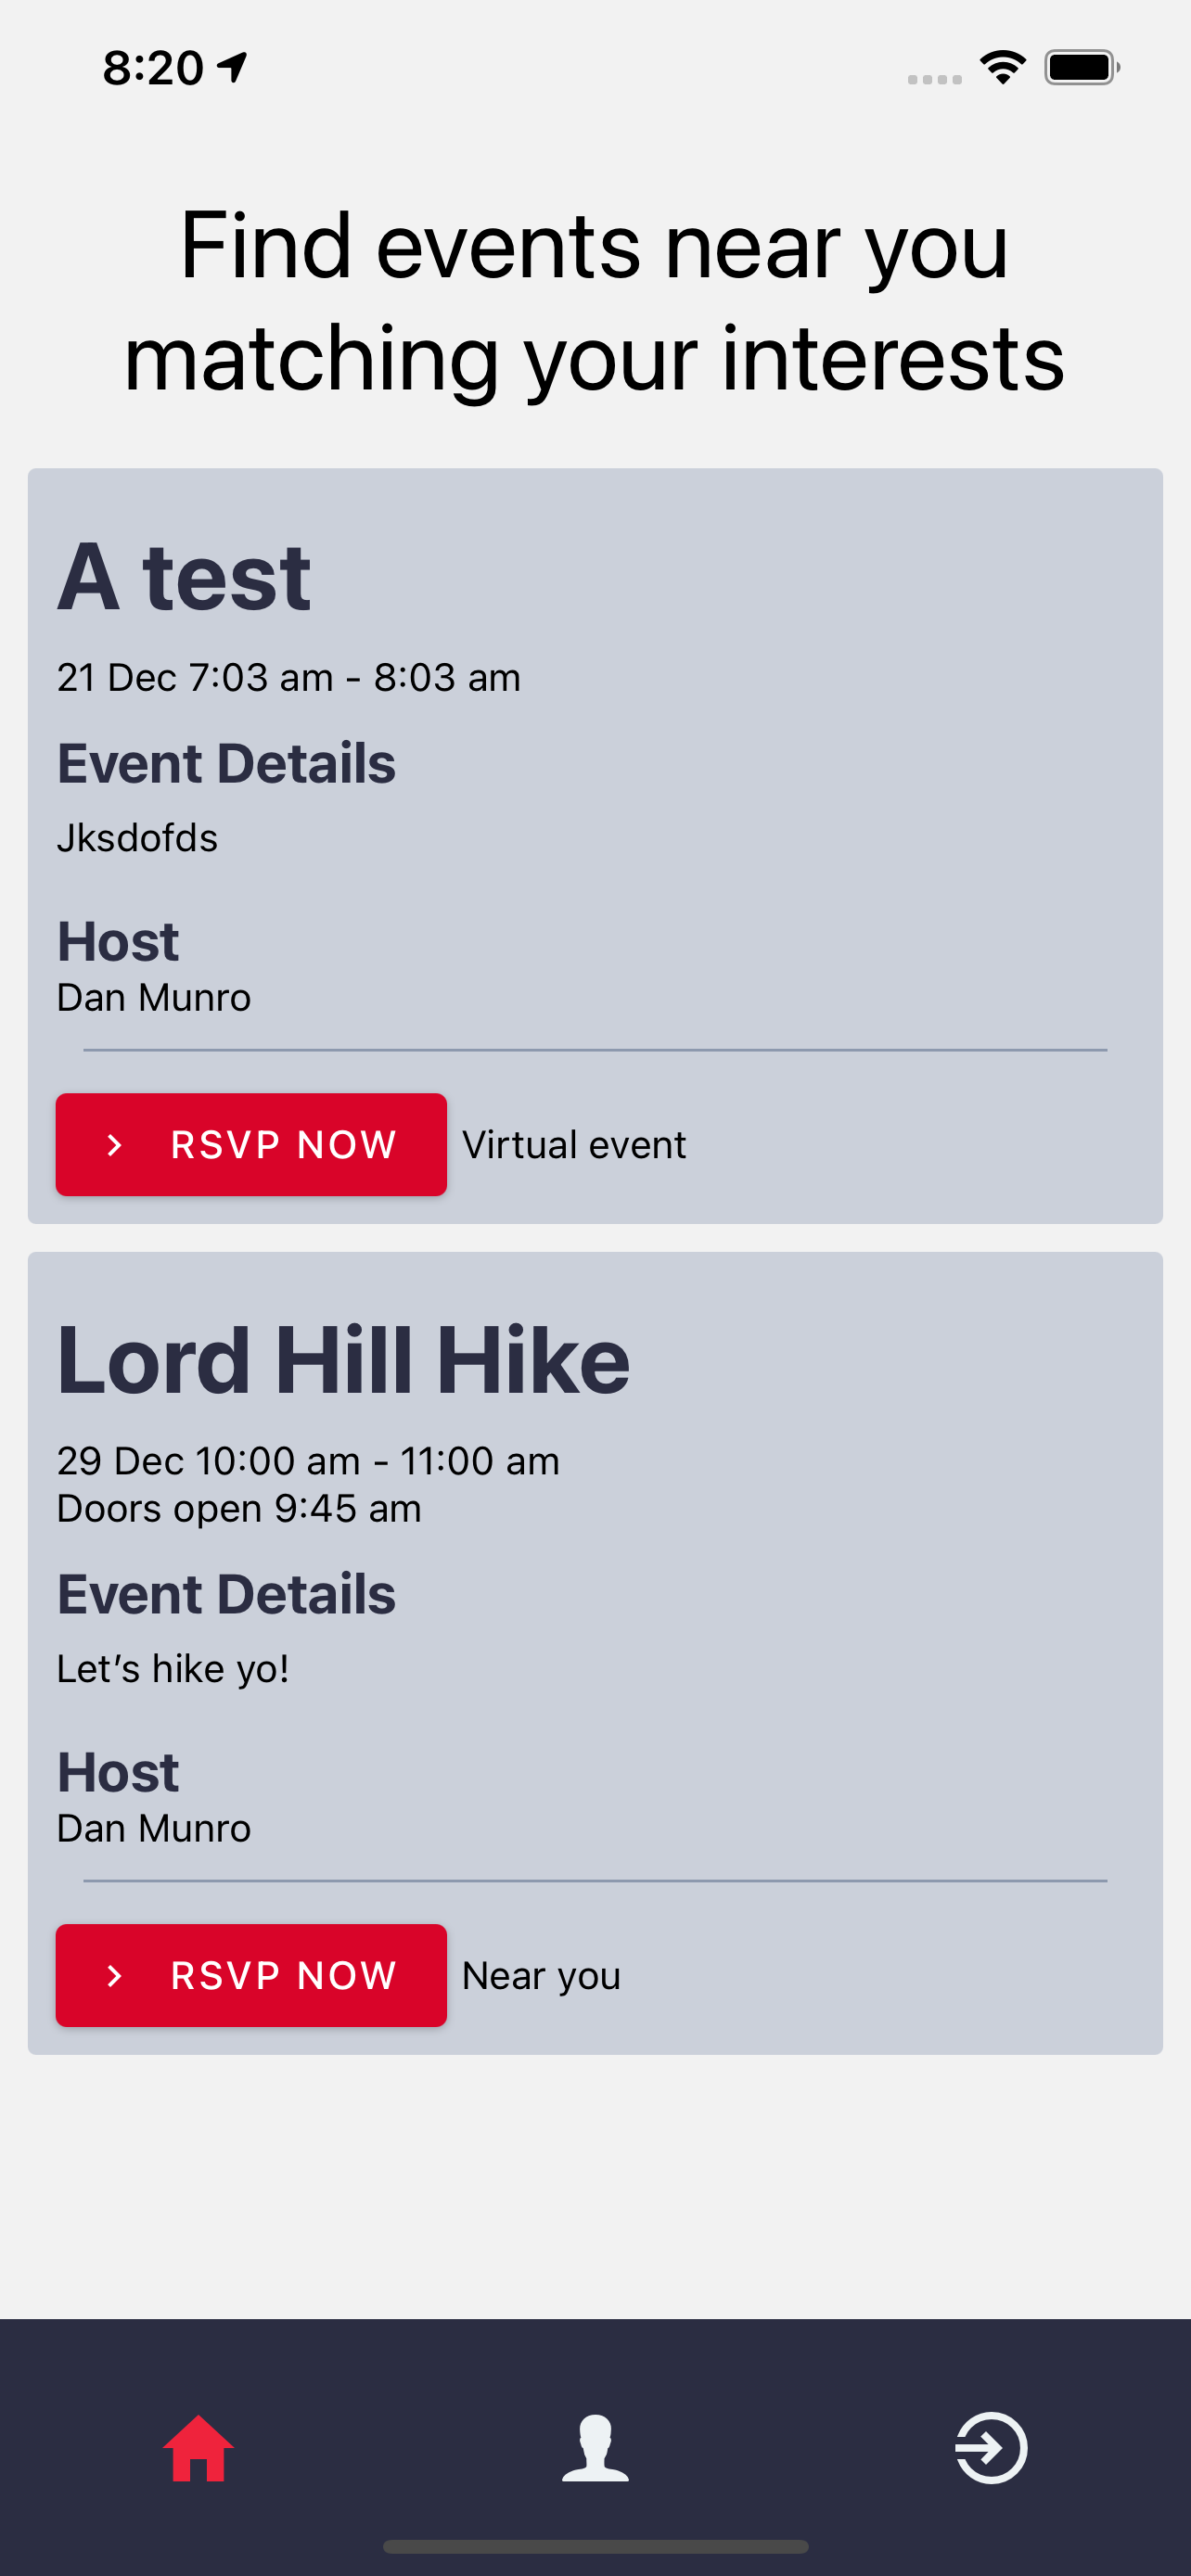 8:20
Find events near you
matching your interests
A test
21 Dec 7:03 am - 8:03 am
Event Details
Jksdofds
Host
Dan Munro
RSVP NOW Virtual event
Lord Hill Hike
29 Dec 10:00 am - 11:00 am
Doors open 9:45 am
Event Details
Let’s hike yo!
Host
Dan Munro
RSVP NOW Near you